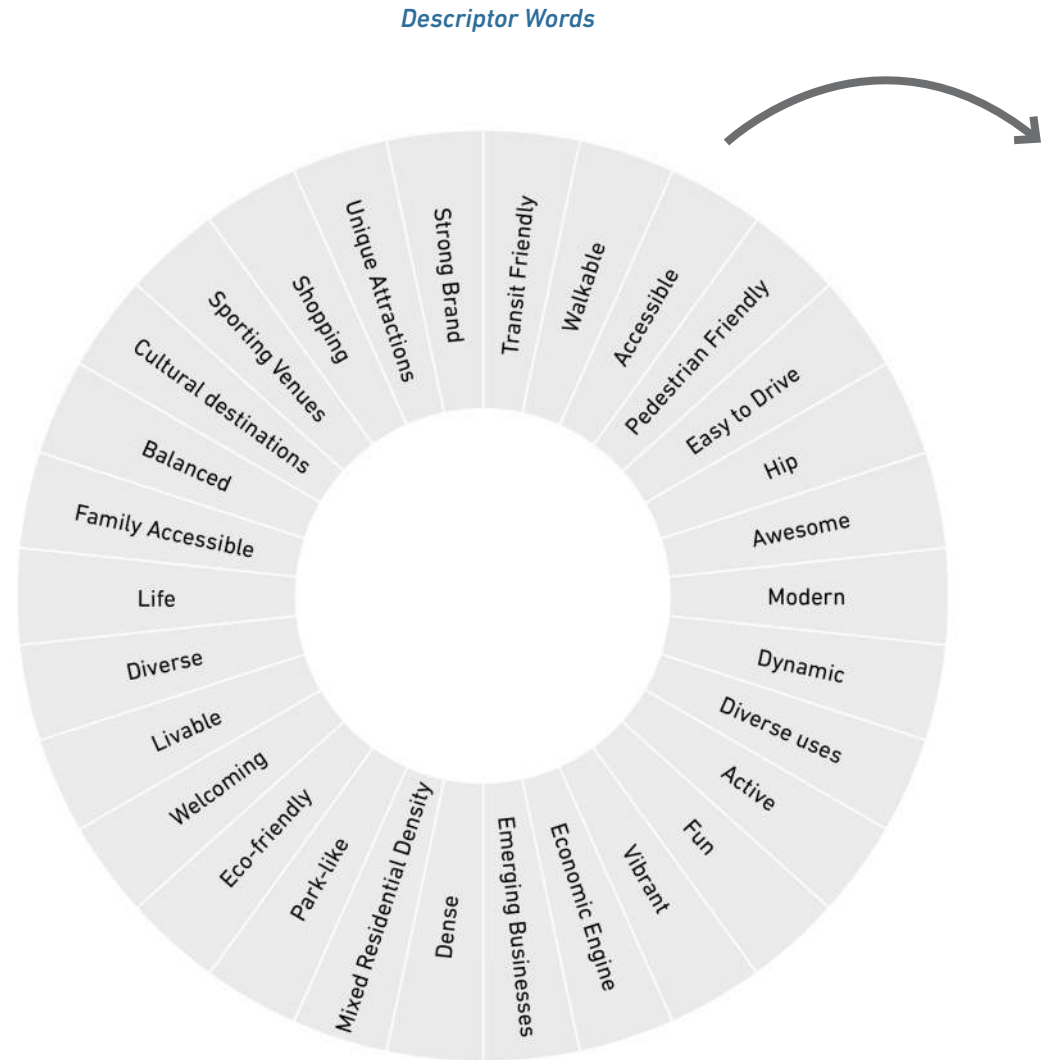 Descriptor Words
Transit Friendly
Walkable
Accessible
Pedestrian Friendly
Easy to Drive
Hip
Awesome
Modern
Dynamic
Diverse uses
Active
Fun
Vibrant
Economic Engine
Emerging Businesses
Dense
Mixed Residential Density
Park-like
Eco-friendly
Welcoming
Livable
Diverse
Life
Family Accessible
Balanced
Cultural destinations
Sporting Venues
Shopping
Unique Attractions
Strong Brand